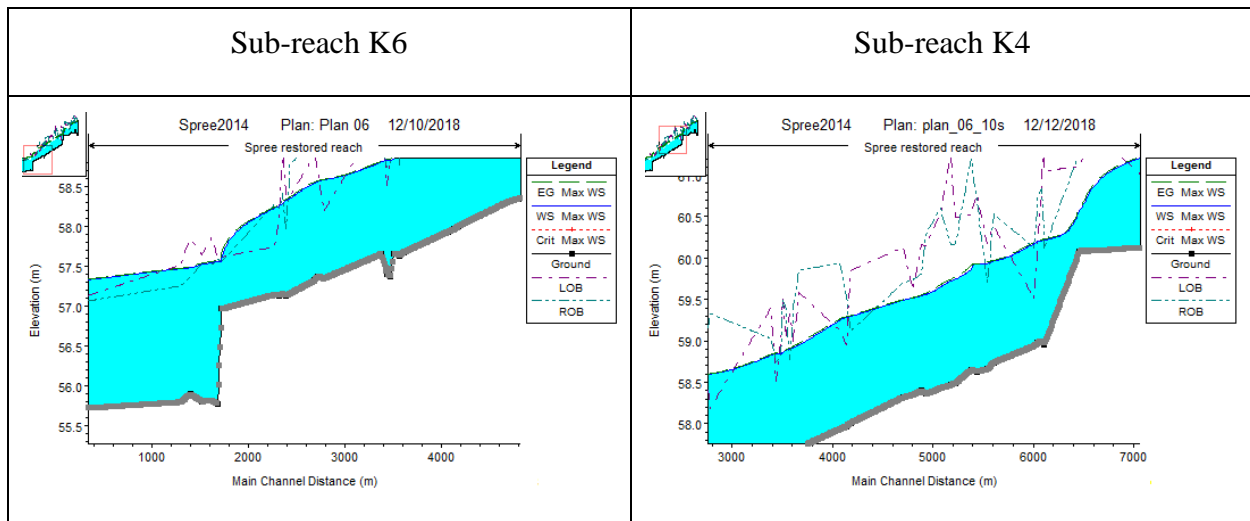 Sub-reach K6
Sub-reach K4
Spree2014 Plan: Plan 06 12/10/2018
Spree restored reach
Legend
EG Max WS
WS Max WS
Crit Max WS
Ground
LOB
ROB
58.5
58.0
57.5
57.0
56.5
56.0
55.5
Elevation (m)
1000 2000 3000 4000
Main Channel Distance (m)
Spree2014 Plan: plan_06_10s 12/12/2018
Spree restored reach
Legend
EG Max WS
WS Max WS
Crit Max WS
Ground
LOB
ROB
61.0
60.5
60.0
59.5
59.0
58.5
58.0
Elevation (m)
3000 4000 5000 6000 7000
Main Channel Distance (m)